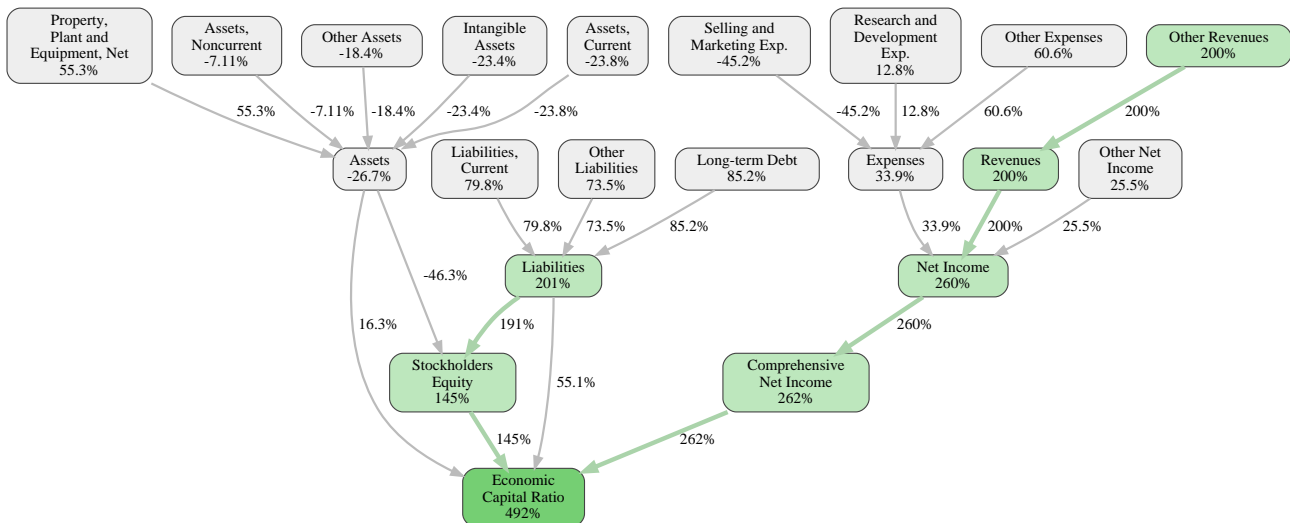 Property,
Plant and
Equipment, Net
55.3%
Assets,
Noncurrent
-7.11%
Other Assets
-18.4%
Intangible
Assets
-23.4%
Assets,
Current
-23.8%
Selling and
Marketing Exp.
-45.2%
Research and
Development
Exp.
12.8%
Other Expenses
60.6%
Other Revenues
200%
55.3%
-7.11%
-18.4%
-23.4%
-23.8%
-45.2%
12.8%
60.6%
200%
Assets
-26.7%
Liabilities,
Current
79.8%
Other
Liabilities
73.5%
Long-term Debt
85.2%
Expenses
33.9%
Revenues
200%
Other Net
Income
25.5%
79.8%
73.5%
85.2%
33.9%
200%
25.5%
-46.3%
Liabilities
201%
Net Income
260%
16.3%
191%
260%
Stockholders
Equity
145%
55.1%
Comprehensive
Net Income
262%
145%
262%
Economic
Capital Ratio
492%